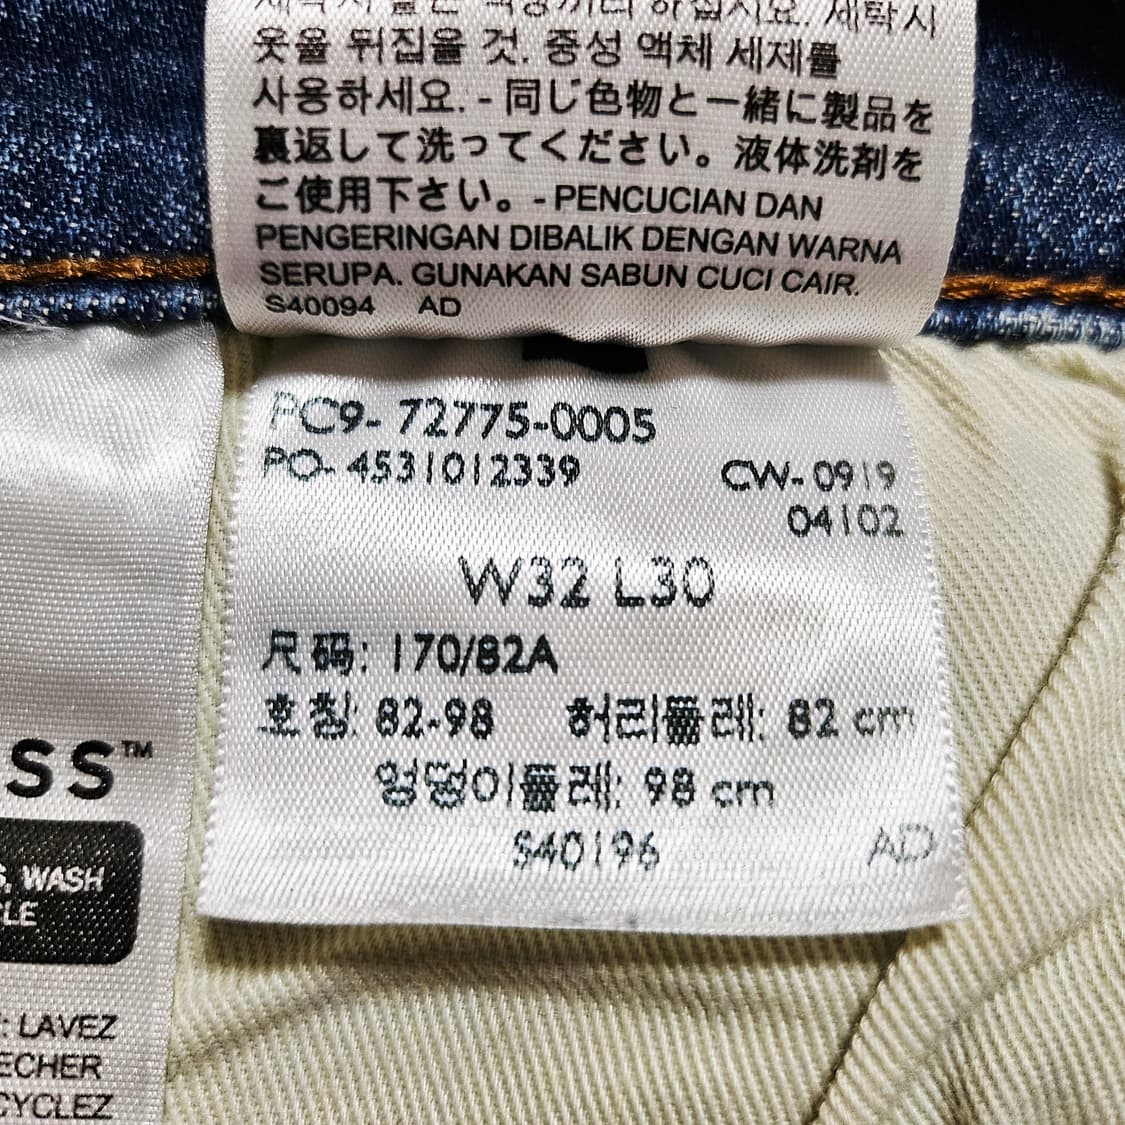 웃을 뒤집을 것. 중성 액체 세제를
사용하세요. - 同じ色物と一緒に製品を
裏返して洗ってください。液体洗剤を
ご使用下さい。- PENCUCIAN DAN
PENGERINGAN DIBALIK DENGAN WARNA
SERUPA. GUNAKAN SABUN CUCI CAIR.
S40094 AD
PC9- 72775-0005
PO- 4531012339 CW- 0919
04102
W32 L30
尺码: 170/82A
호칭: 82-98 허리둘레: 82 cm
엉덩이둘레: 98 cm
S40196 AD
SS™
S, WASH
CLE
: LAVEZ
ECHER
CYCLEZ